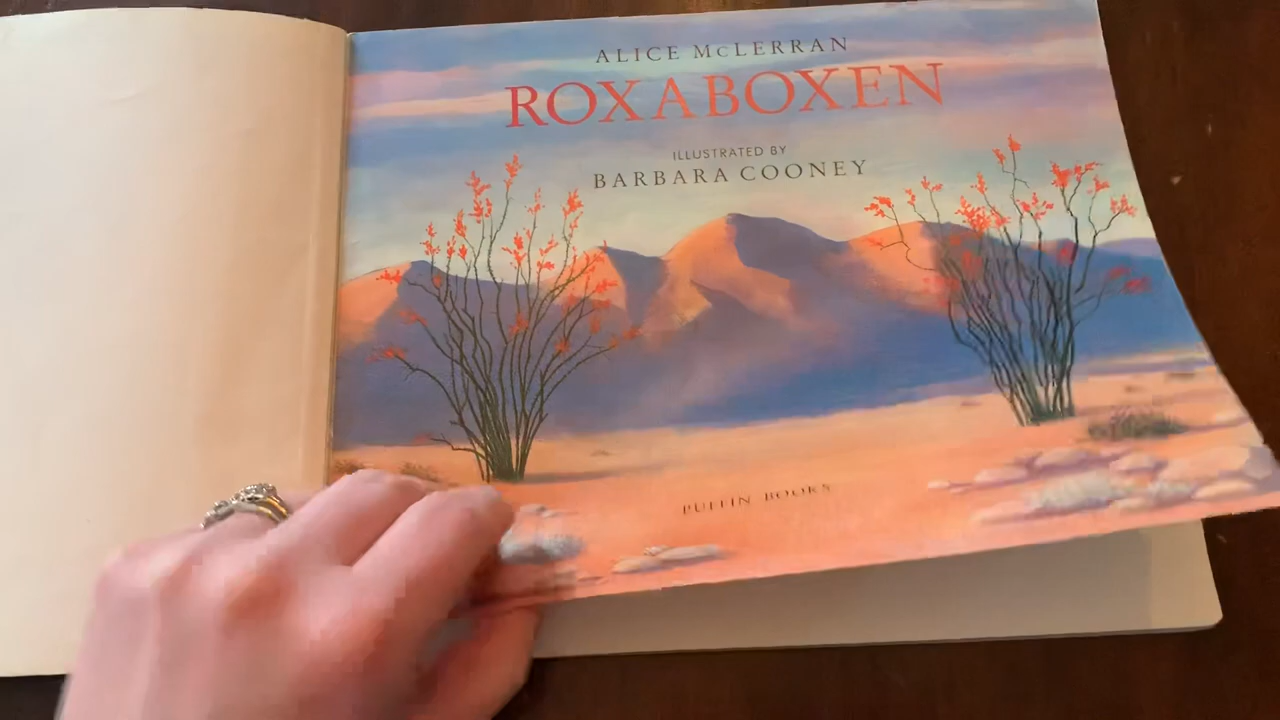 ALICE McLERRAN
ROXABOXEN
ILLUSTRATED BY
BARBARA COONEY
PUFFIN BOOKS